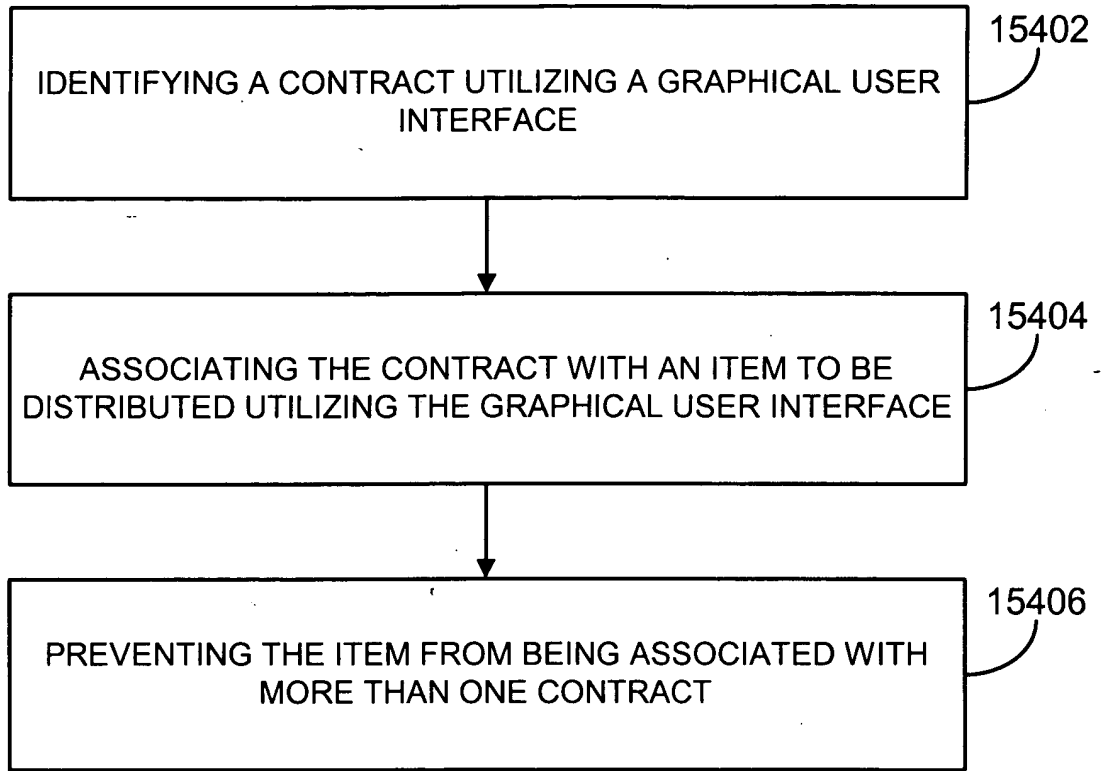 15402
IDENTIFYING A CONTRACT UTILIZING A GRAPHICAL USER
INTERFACE
15404
ASSOCIATING THE CONTRACT WITH AN ITEM TO BE
DISTRIBUTED UTILIZING THE GRAPHICAL USER INTERFACE
15406
PREVENTING THE ITEM FROM BEING ASSOCIATED WITH
MORE THAN ONE CONTRACT